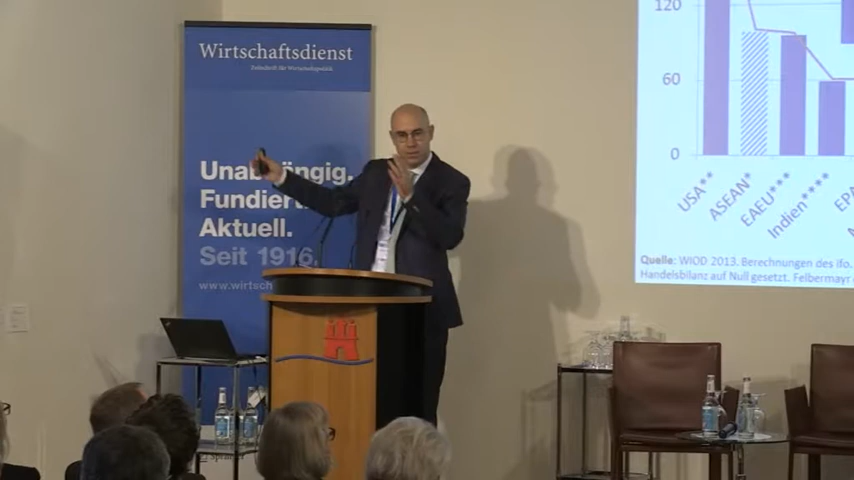 Wirtschaftsdienst
Zeitschrift für Wirtschaftspolitik
Unabhängig.
Fundiert.
Aktuell.
Seit 1916
www.wirtsch
120
60
0
USA**
ASEAN*
EAEU**
Indien**
EPA
Quelle: WIOD 2013. Berechnungen des ifo.
Handelsbilanz auf Null gesetzt. Felbermayr